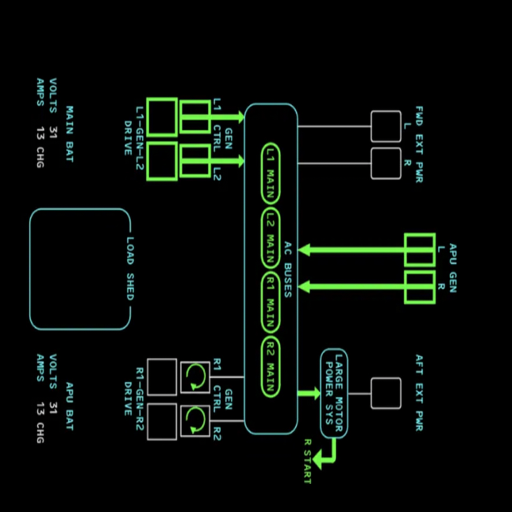 FWD EXT PWR
APU GEN
AFT EXT PWR
L R
L R
LARGE MOTOR
POWER SYS
R START
AC BUSES
L1 MAIN L2 MAIN R1 MAIN R2 MAIN
GEN
L1 CTRL L2
GEN
R1 CTRL R2
L1-GEN-L2
DRIVE
R1-GEN-R2
DRIVE
LOAD SHED
MAIN BAT
VOLTS 31
AMPS 13 CHG
APU BAT
VOLTS 31
AMPS 13 CHG